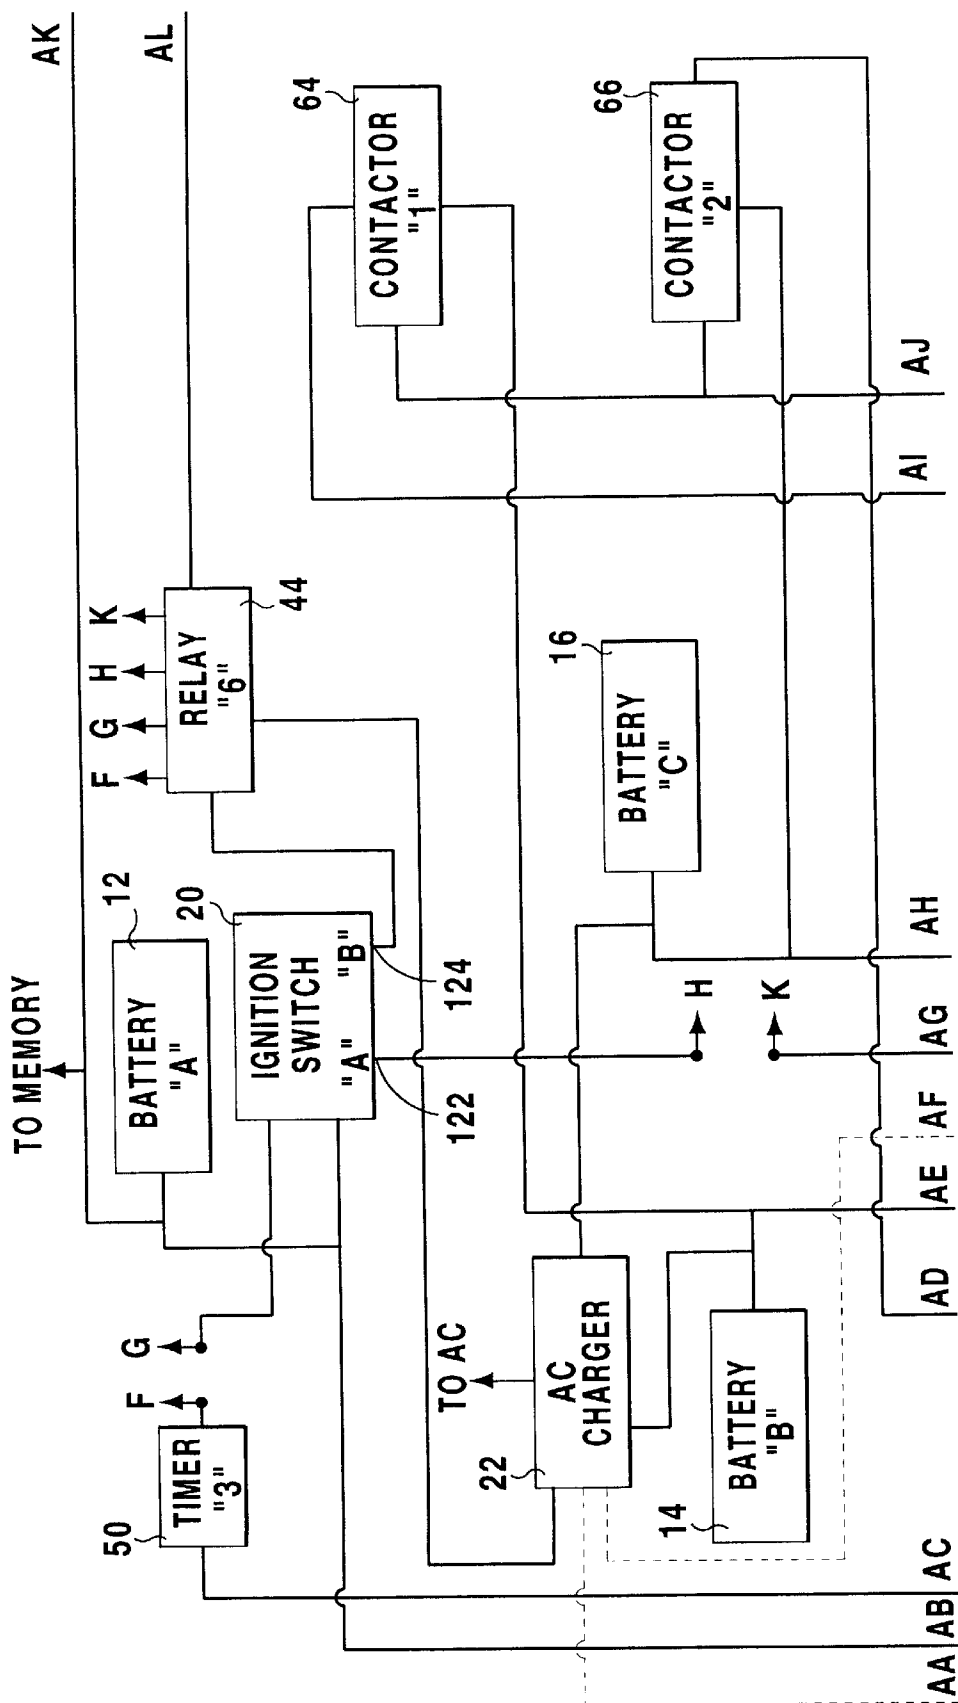 AK
AL
TO MEMORY
BATTERY
"A"
12
IGNITION
SWITCH
"A" "B"
20
122
124
F G H K
RELAY
"6"
44
F
G
TIMER
"3"
50
CONTACTOR
"1"
64
CONTACTOR
"2"
66
TO AC
AC
CHARGER
22
BATTERY
"B"
14
BATTERY
"C"
16
H
K
AA AB AC AD AE AF AG AH AI AJ